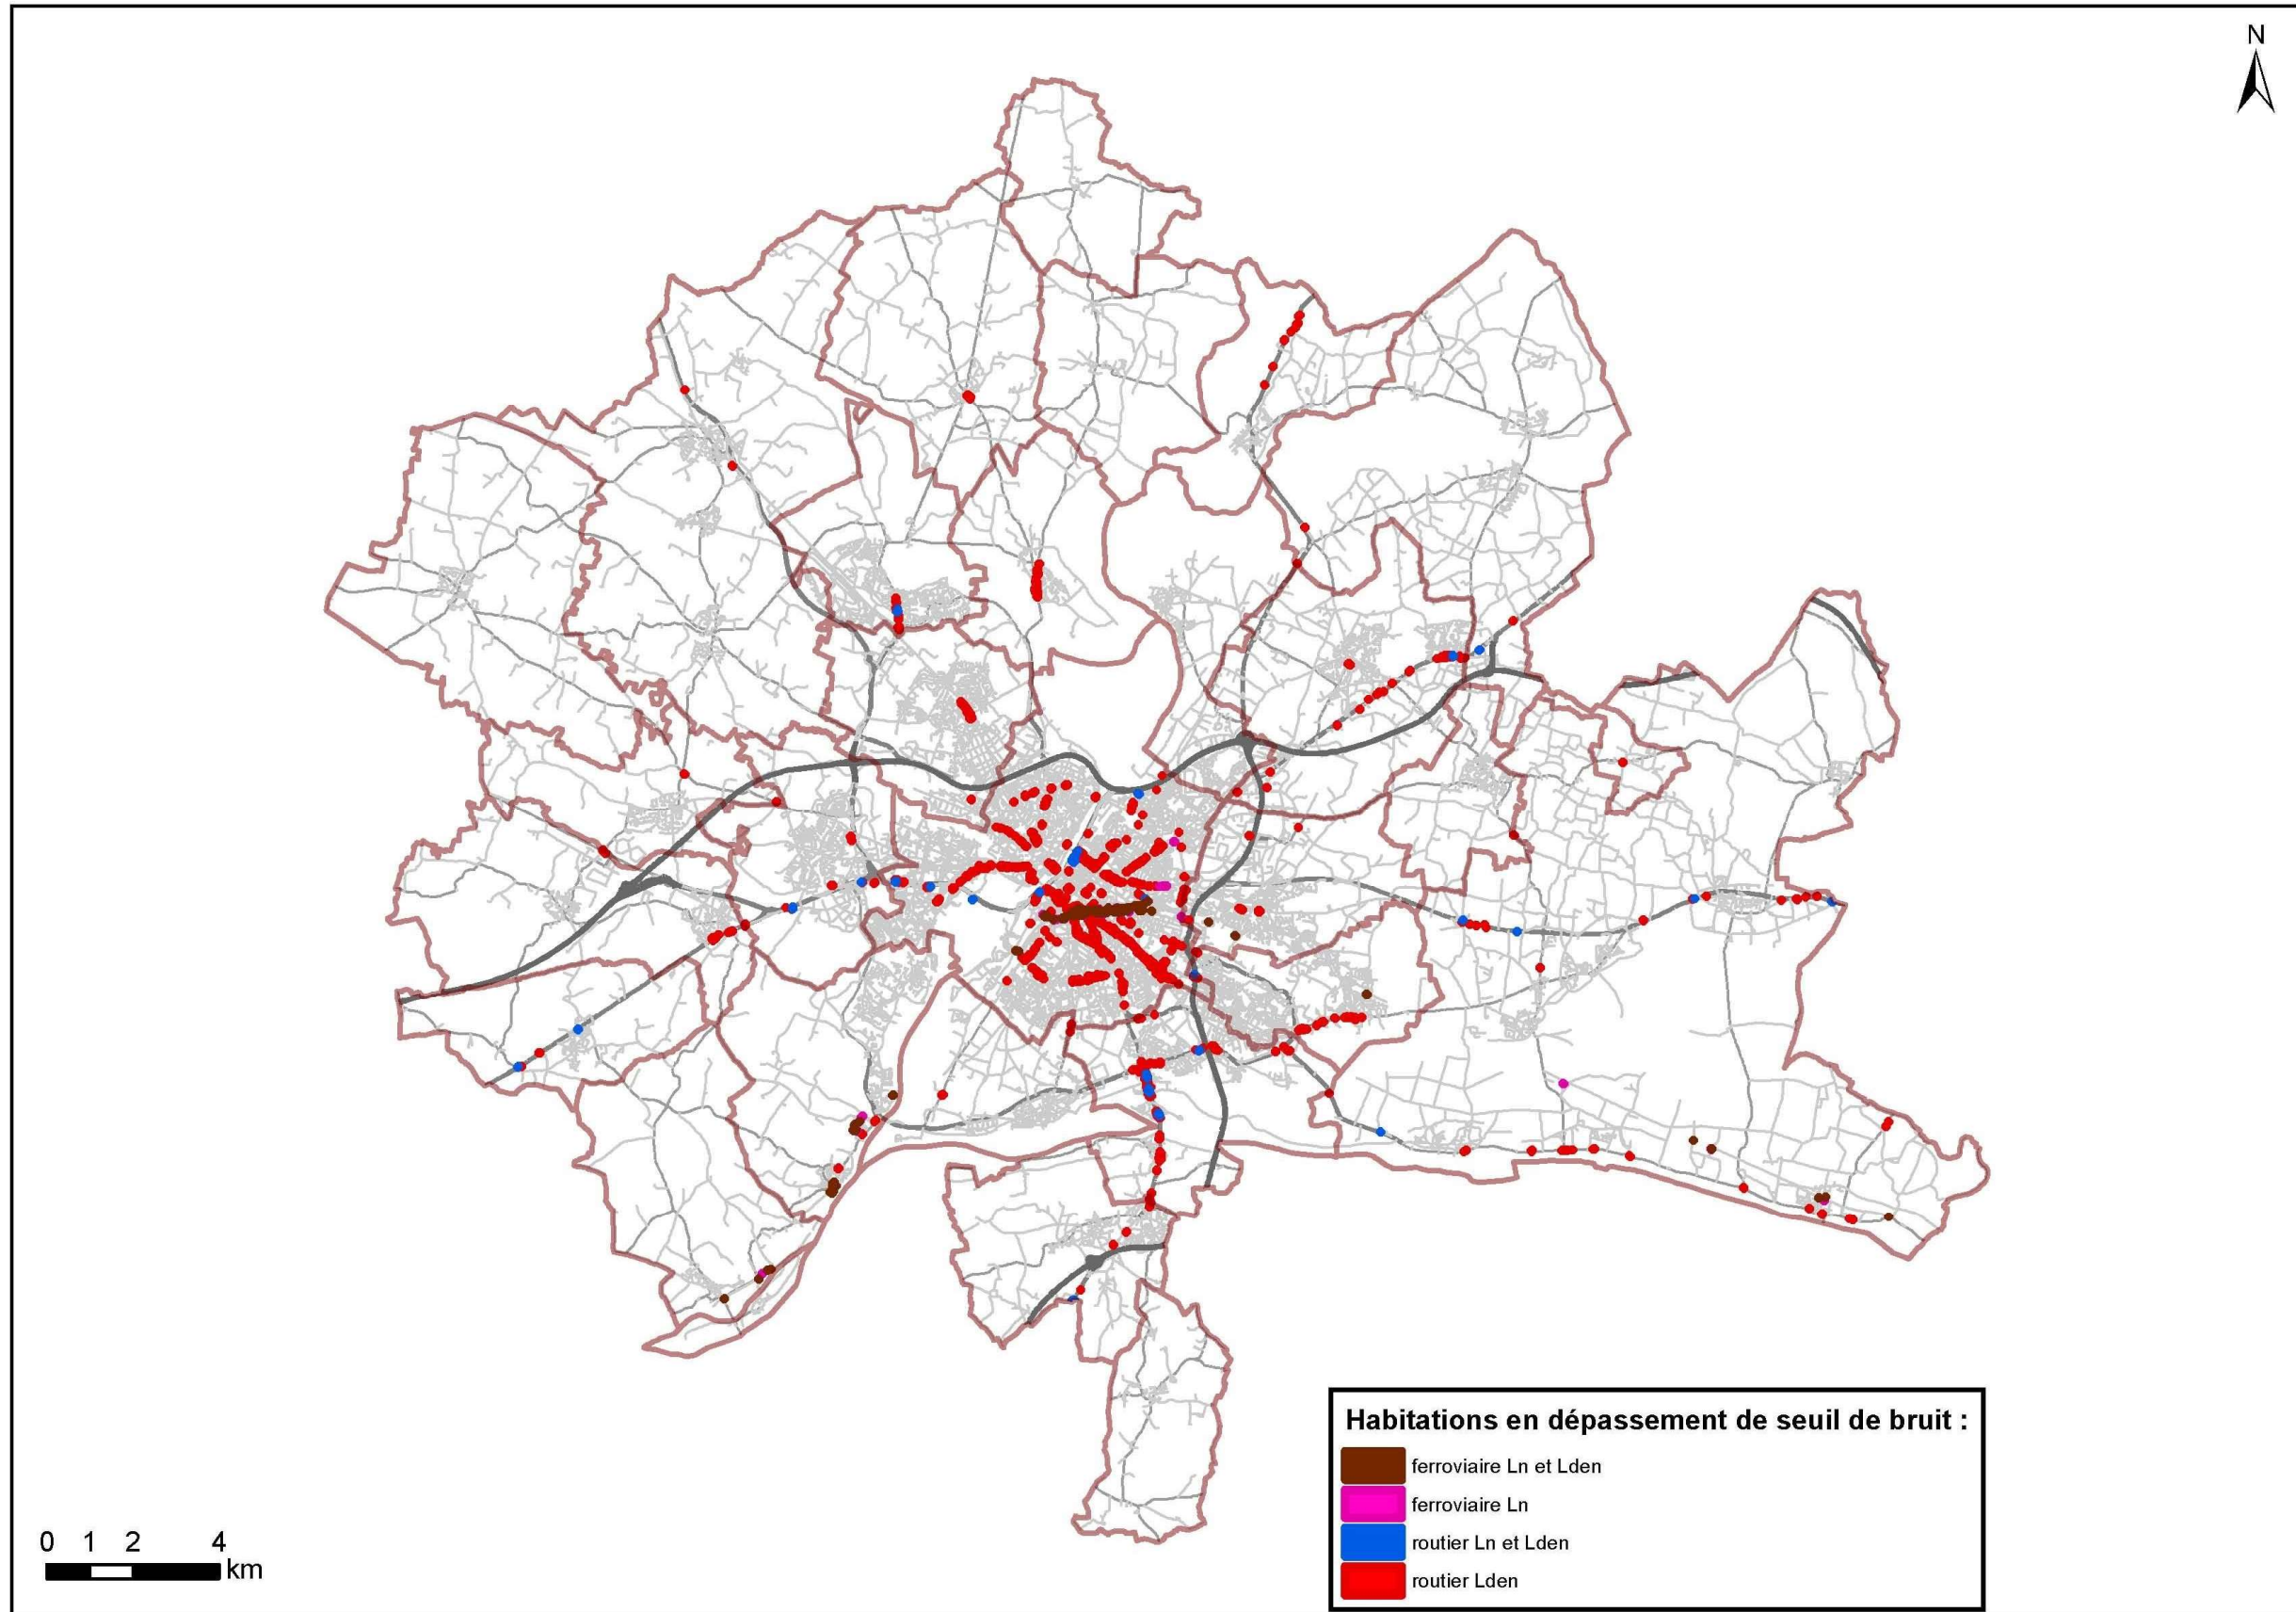 N
Habitations en dépassement de seuil de bruit :
ferroviaire Ln et Lden
ferroviaire Ln
routier Ln et Lden
routier Lden
0 1 2 4
km